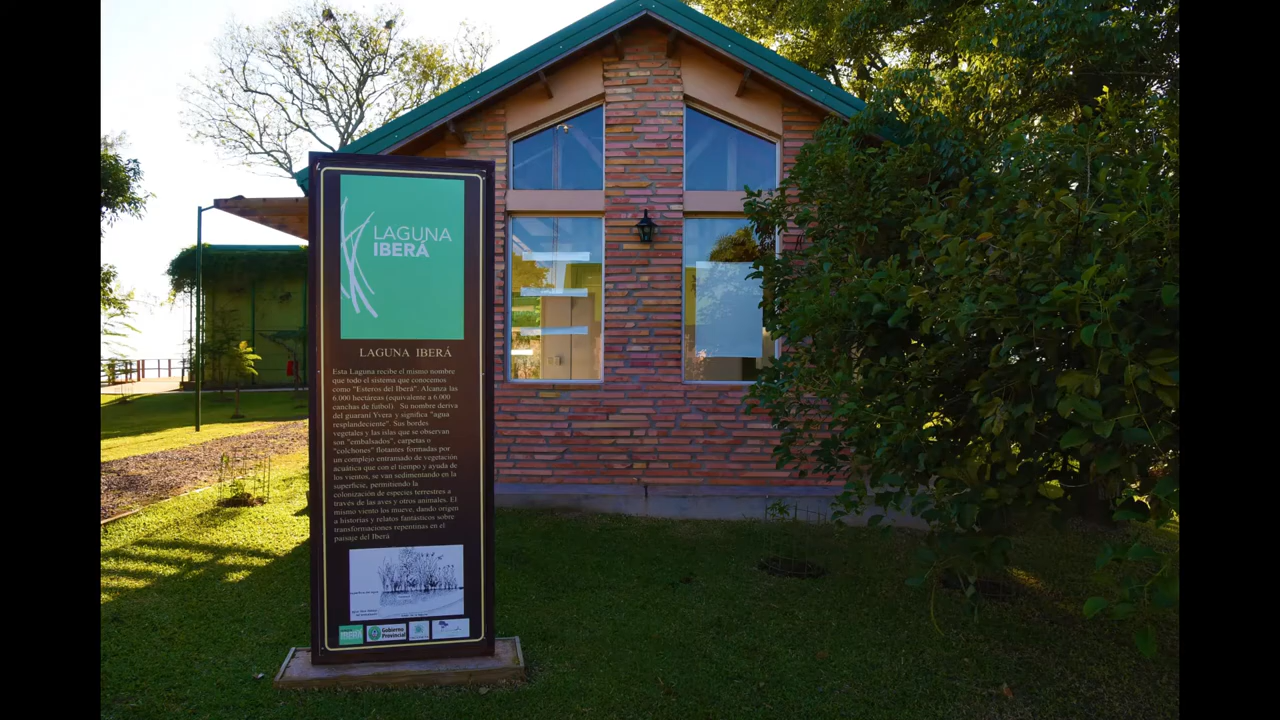 LAGUNA
IBERÁ
LAGUNA IBERÁ
Esta Laguna recibe el mismo nombre
que todo el sistema que conocemos
como "Esteros del Iberá". Alcanza las
6.000 hectáreas (equivalente a 6.000
canchas de futbol). Su nombre deriva
del guaraní Yvera y significa "agua
resplandeciente". Sus bordes
vegetales y las islas que se observan
son "embalsados", carpetas o
"colchones" flotantes formadas por
un complejo entramado de vegetación
acuática que con el tiempo y ayuda de
los vientos, se van sedimentando en la
superficie, permitiendo la
colonización de especies terrestres a
través de las aves y otros animales. El
mismo viento los mueve, dando origen
a historias y relatos fantásticos sobre
transformaciones repentinas en el
paisaje del Iberá
IBERÁ
Gobierno
Provincial